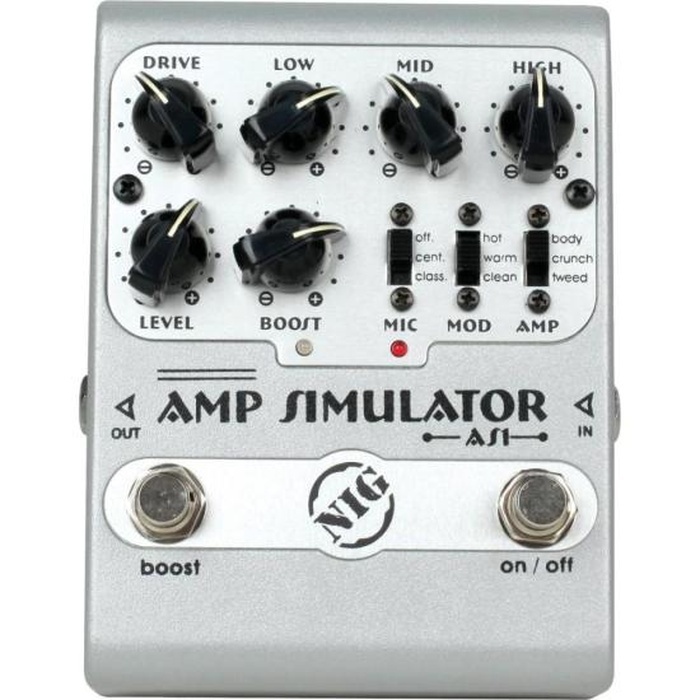 DRIVE LOW MID HIGH
⊖ ⊖ + ⊖ ⊖ +
+ ⊖ +
off. hot body
cent. warm crunch
class. clean tweed
LEVEL BOOST MIC MOD AMP
AMP SIMULATOR
OUT AS1 IN
NIG
boost on / off